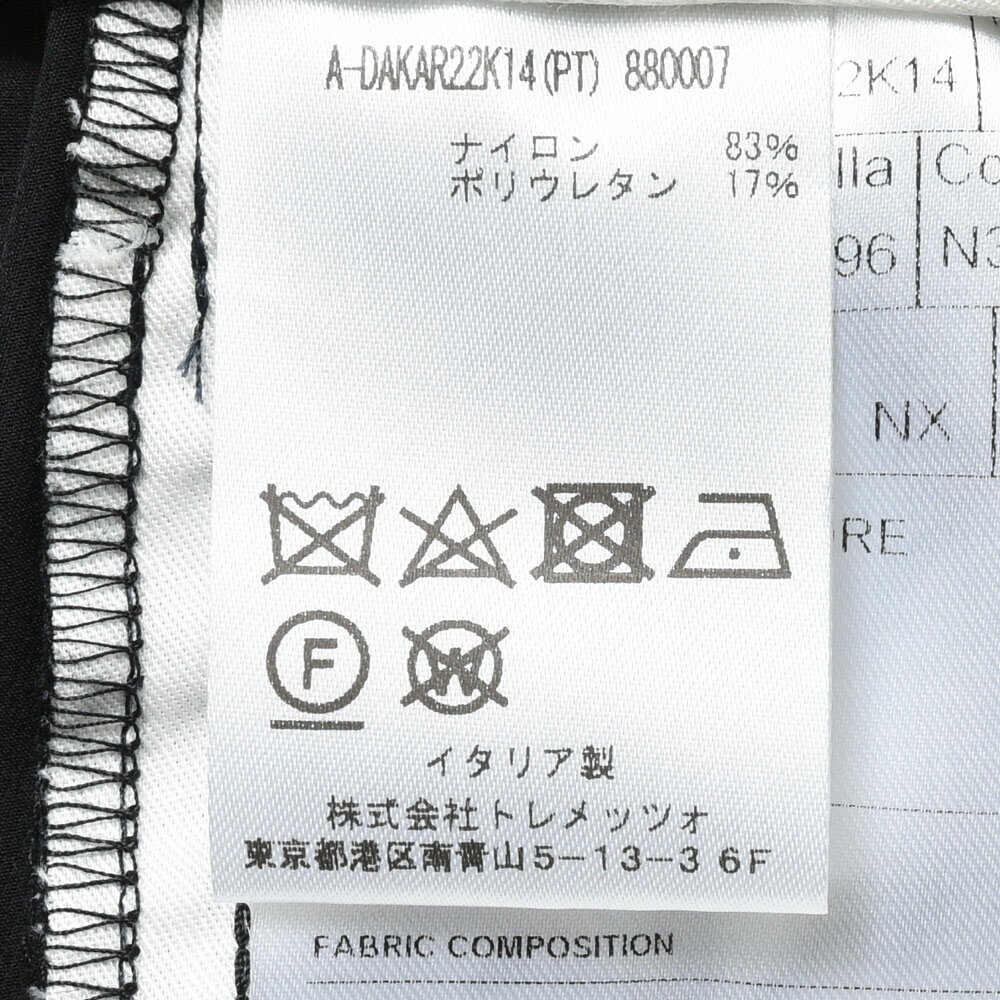 A-DAKAR22K14(PT) 880007
ナイロン 83%
ポリウレタン 17%
2K14
lla Co
96 N3
NX
RE
F
W
イタリア製
株式会社トレメッツォ
東京都港区南青山5-13-3 6F
FABRIC COMPOSITION